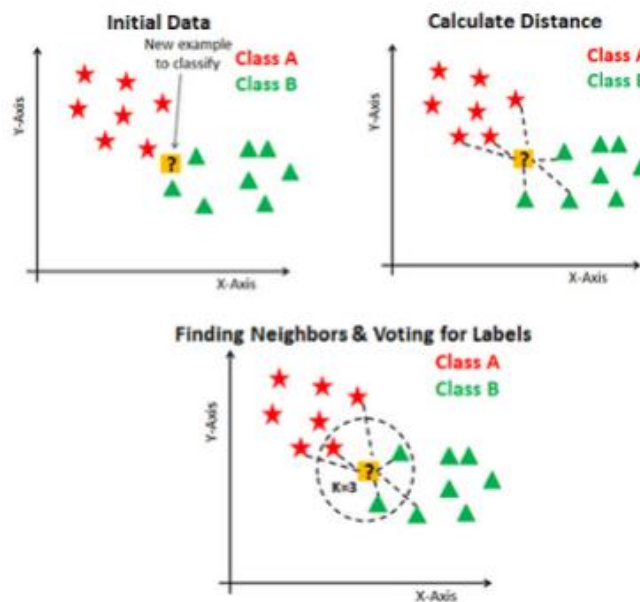 Initial Data
New example
to classify
Class A
Class B
?
Y-Axis
X-Axis
Calculate Distance
Class A
Class B
?
Y-Axis
X-Axis
Finding Neighbors & Voting for Labels
Class A
Class B
?
K=3
Y-Axis
X-Axis